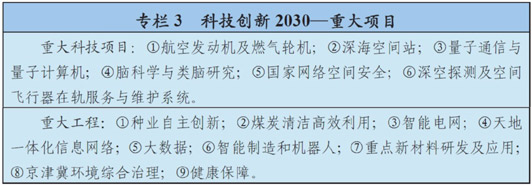 专栏 3　科技创新 2030—重大项目
重大科技项目：①航空发动机及燃气轮机；②深海空间站；③量子通信与
量子计算机；④脑科学与类脑研究；⑤国家网络空间安全；⑥深空探测及空间
飞行器在轨服务与维护系统。
重大工程：①种业自主创新；②煤炭清洁高效利用；③智能电网；④天地
一体化信息网络；⑤大数据；⑥智能制造和机器人；⑦重点新材料研发及应用；
⑧京津冀环境综合治理；⑨健康保障。